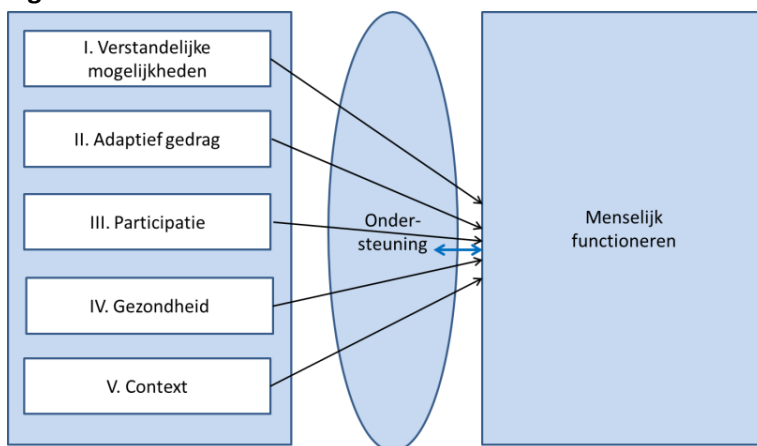 I. Verstandelijke
mogelijkheden
II. Adaptief gedrag
III. Participatie
IV. Gezondheid
V. Context
Onder-
steuning
Menselijk
functioneren